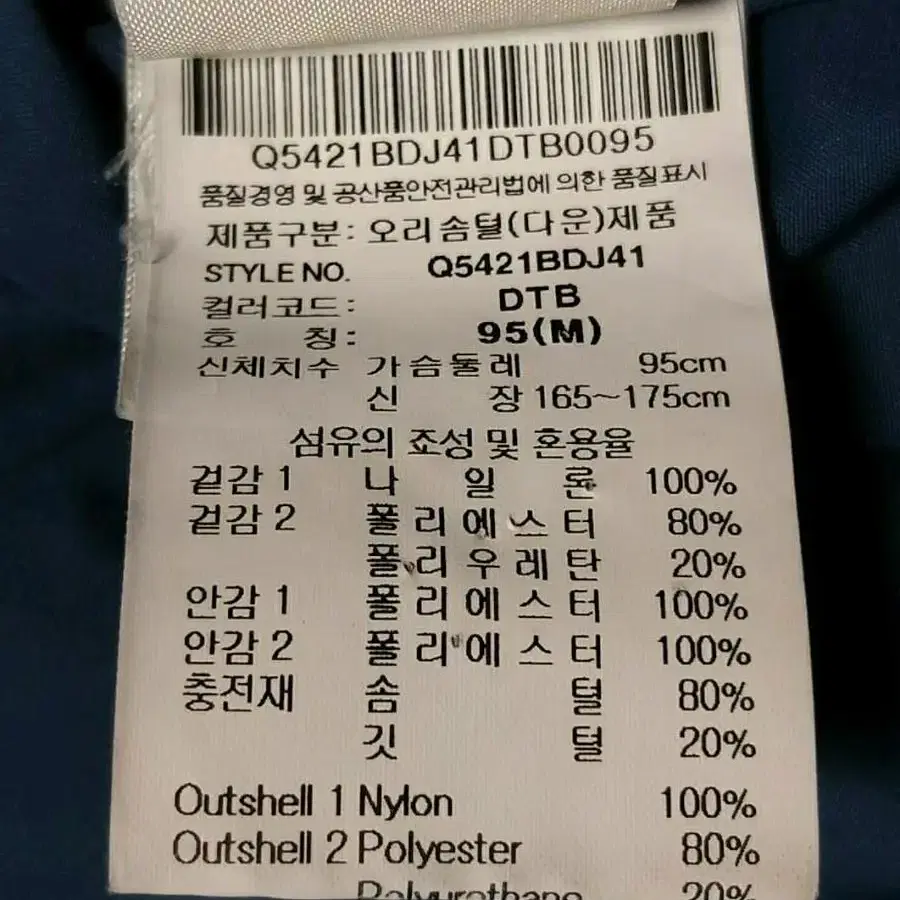 Q5421BDJ41DTB0095
품질경영 및 공산품안전관리법에 의한 품질표시
제품구분: 오리솜털(다운)제품
STYLE NO. Q5421BDJ41
컬러코드: DTB
호 칭: 95(M)
신체치수 가슴둘레 95cm
신 장 165~175cm
섬유의 조성 및 혼용율
겉감 1 나 일 론 100%
겉감 2 폴리에스터 80%
폴리우레탄 20%
안감 1 폴리에스터 100%
안감 2 폴리에스터 100%
충전재 솜 털 80%
깃 털 20%
Outshell 1 Nylon 100%
Outshell 2 Polyester 80%
Polyurethane 20%